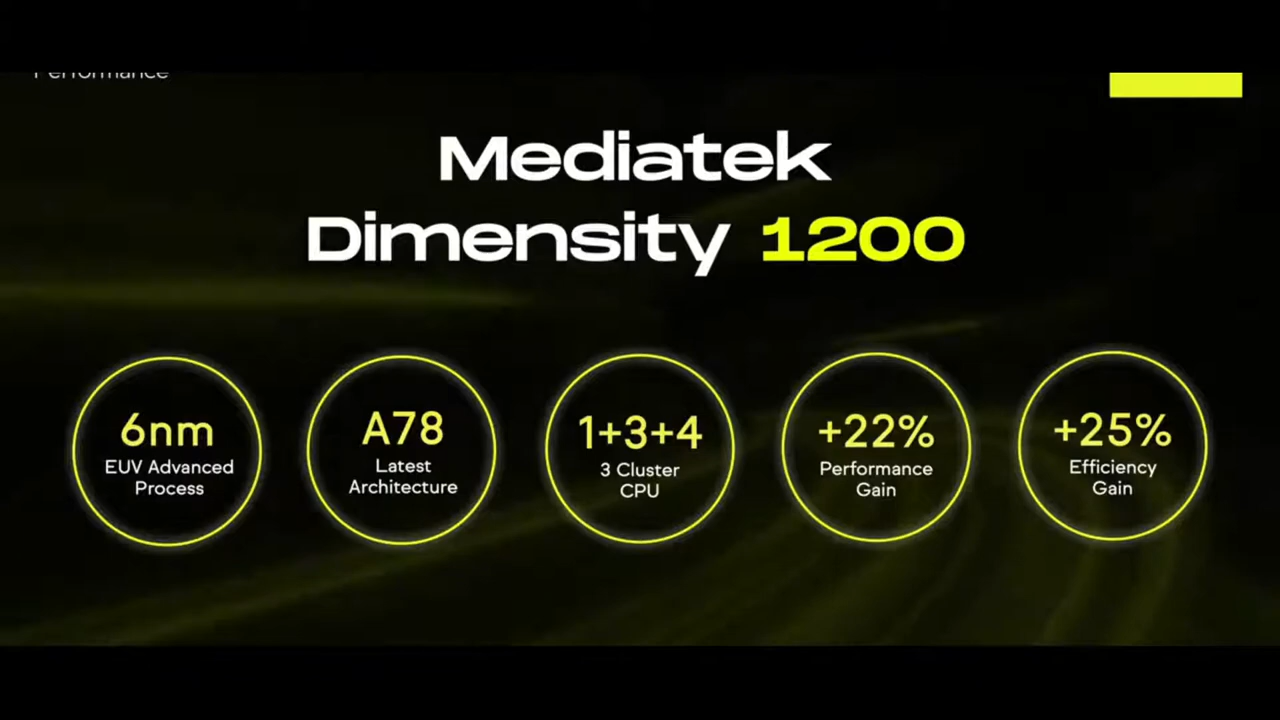 Performance
Mediatek
Dimensity 1200
6nm
EUV Advanced
Process
A78
Latest
Architecture
1+3+4
3 Cluster
CPU
+22%
Performance
Gain
+25%
Efficiency
Gain